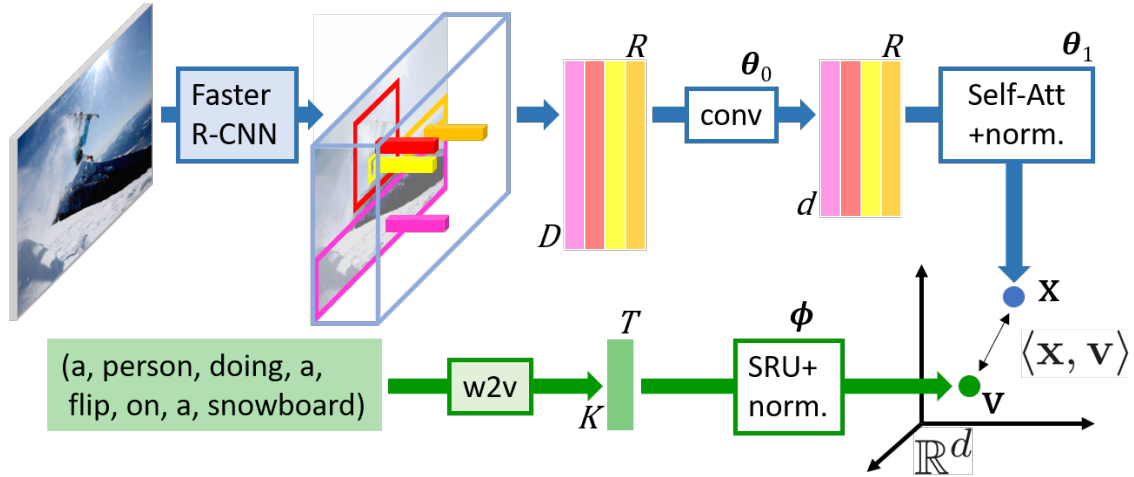 Faster
R-CNN
R
D
θ₀
conv
R
d
θ₁
Self-Att
+norm.
x
⟨x, v⟩
v
ℝᵈ
(a, person, doing, a,
flip, on, a, snowboard)
w2v
T
K
ϕ
SRU+
norm.